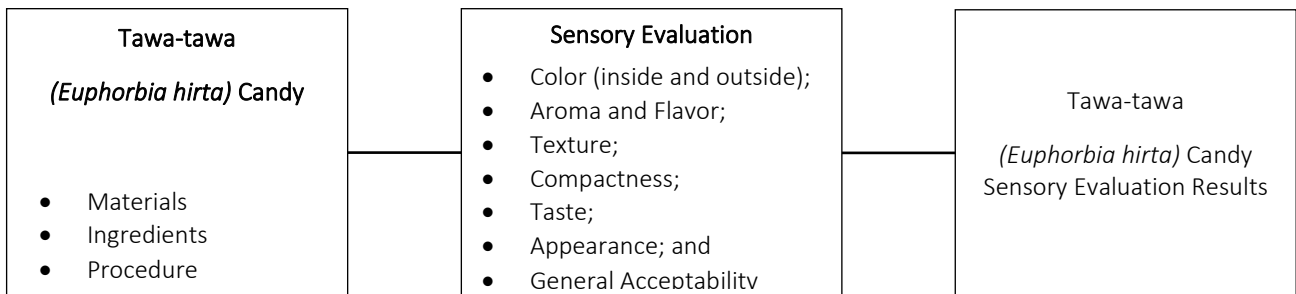 Tawa-tawa
(Euphorbia hirta) Candy
• Materials
• Ingredients
• Procedure
Sensory Evaluation
• Color (inside and outside);
• Aroma and Flavor;
• Texture;
• Compactness;
• Taste;
• Appearance; and
• General Acceptability
Tawa-tawa
(Euphorbia hirta) Candy
Sensory Evaluation Results